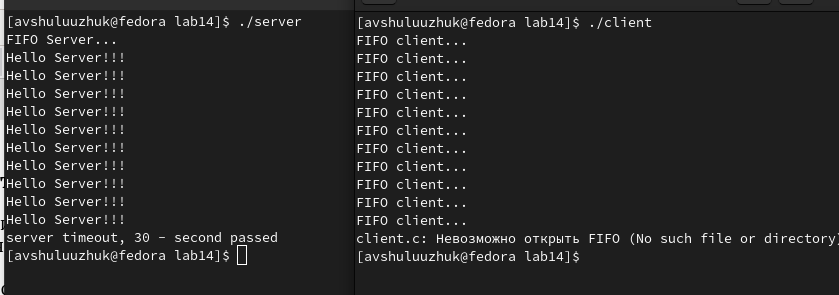 [avshuluuzhuk@fedora lab14]$ ./server
FIFO Server...
Hello Server!!!
Hello Server!!!
Hello Server!!!
Hello Server!!!
Hello Server!!!
Hello Server!!!
Hello Server!!!
Hello Server!!!
Hello Server!!!
Hello Server!!!
server timeout, 30 - second passed
[avshuluuzhuk@fedora lab14]$
[avshuluuzhuk@fedora lab14]$ ./client
FIFO client...
FIFO client...
FIFO client...
FIFO client...
FIFO client...
FIFO client...
FIFO client...
FIFO client...
FIFO client...
FIFO client...
FIFO client...
client.c: Невозможно открыть FIFO (No such file or directory)
[avshuluuzhuk@fedora lab14]$